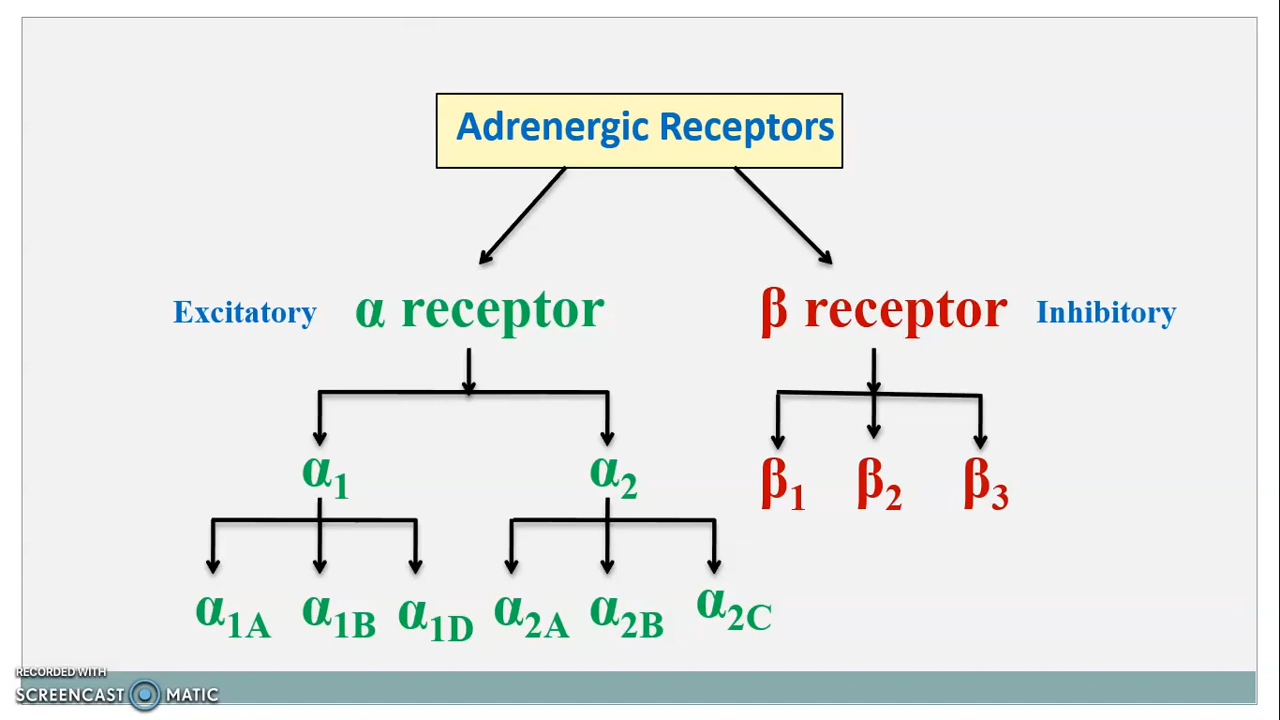 Adrenergic Receptors
Excitatory α receptor β receptor Inhibitory
α₁ α₂ β₁ β₂ β₃
α1A α1B α1D α2A α2B α2C
RECORDED WITH
SCREENCAST MATIC